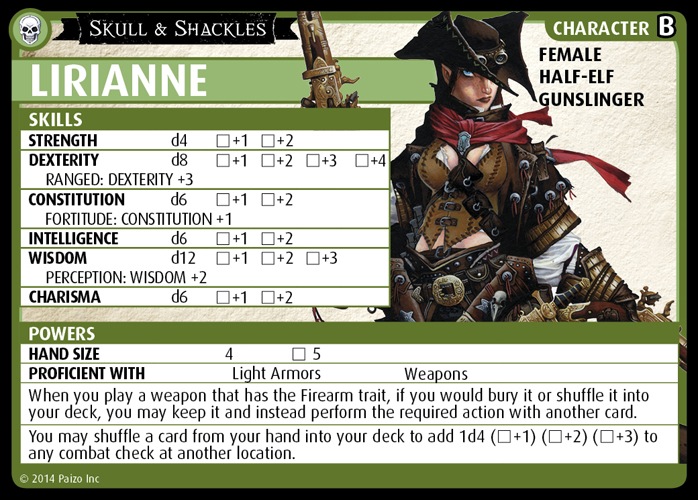 SKULL & SHACKLES
CHARACTER B
LIRIANNE
FEMALE
HALF-ELF
GUNSLINGER
SKILLS
STRENGTH d4 □+1 □+2
DEXTERITY d8 □+1 □+2 □+3 □+4
RANGED: DEXTERITY +3
CONSTITUTION d6 □+1 □+2
FORTITUDE: CONSTITUTION +1
INTELLIGENCE d6 □+1 □+2
WISDOM d12 □+1 □+2 □+3
PERCEPTION: WISDOM +2
CHARISMA d6 □+1 □+2
POWERS
HAND SIZE 4 □ 5
PROFICIENT WITH Light Armors Weapons
When you play a weapon that has the Firearm trait, if you would bury it or shuffle it into
your deck, you may keep it and instead perform the required action with another card.
You may shuffle a card from your hand into your deck to add 1d4 (□+1) (□+2) (□+3) to
any combat check at another location.
© 2014 Paizo Inc